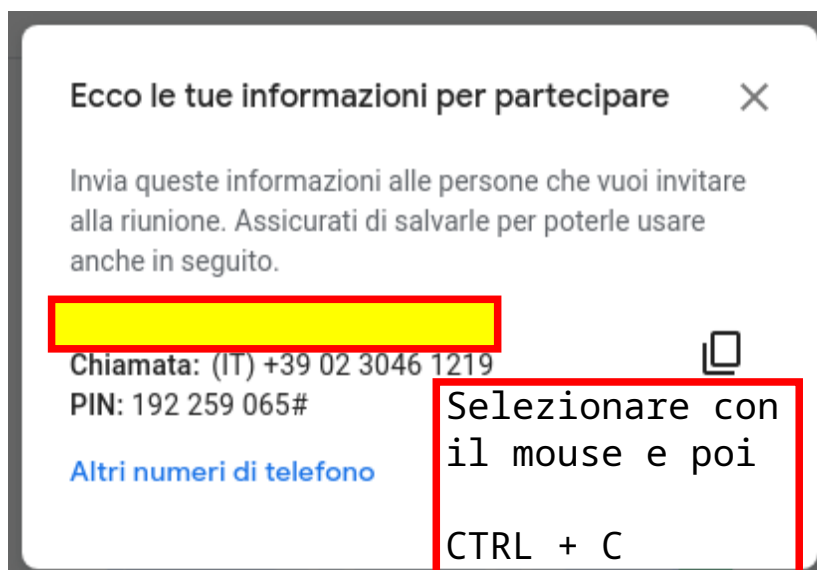 Ecco le tue informazioni per partecipare
Invia queste informazioni alle persone che vuoi invitare
alla riunione. Assicurati di salvarle per poterle usare
anche in seguito.
Chiamata: (IT) +39 02 3046 1219
PIN: 192 259 065#
Altri numeri di telefono
Selezionare con
il mouse e poi
CTRL + C